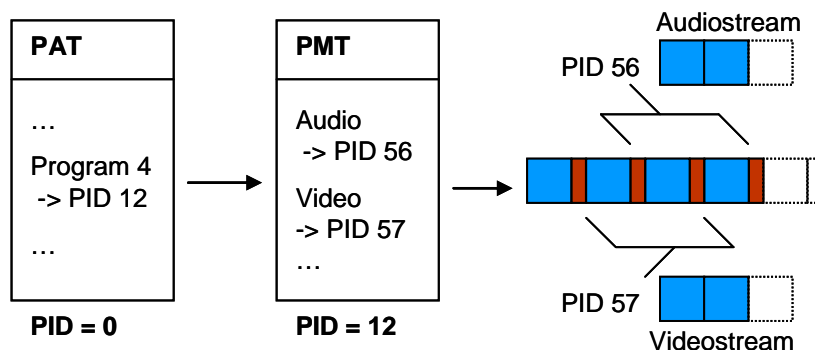 PAT
…
Program 4
-> PID 12
…
PID = 0
PMT
Audio
-> PID 56
Video
-> PID 57
…
PID = 12
Audiostream
PID 56
PID 57
Videostream